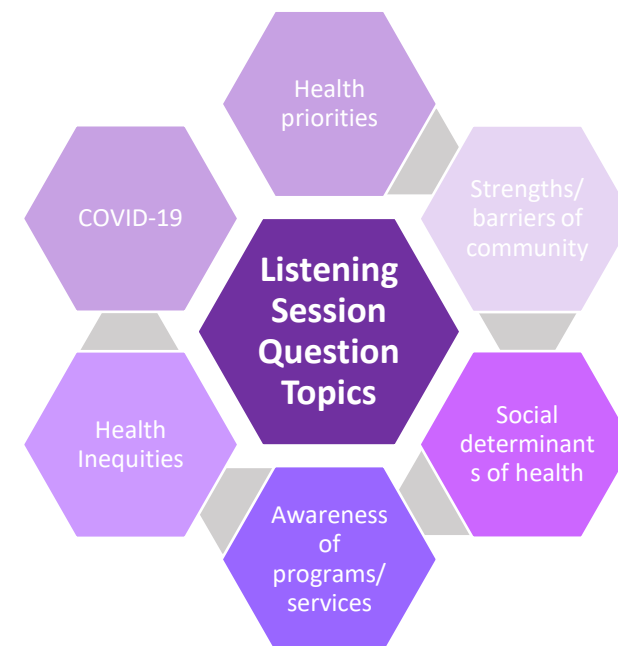 Health
priorities
Strengths/
barriers of
community
Social
determinant
s of health
Awareness
of
programs/
services
Health
Inequities
COVID-19
Listening
Session
Question
Topics